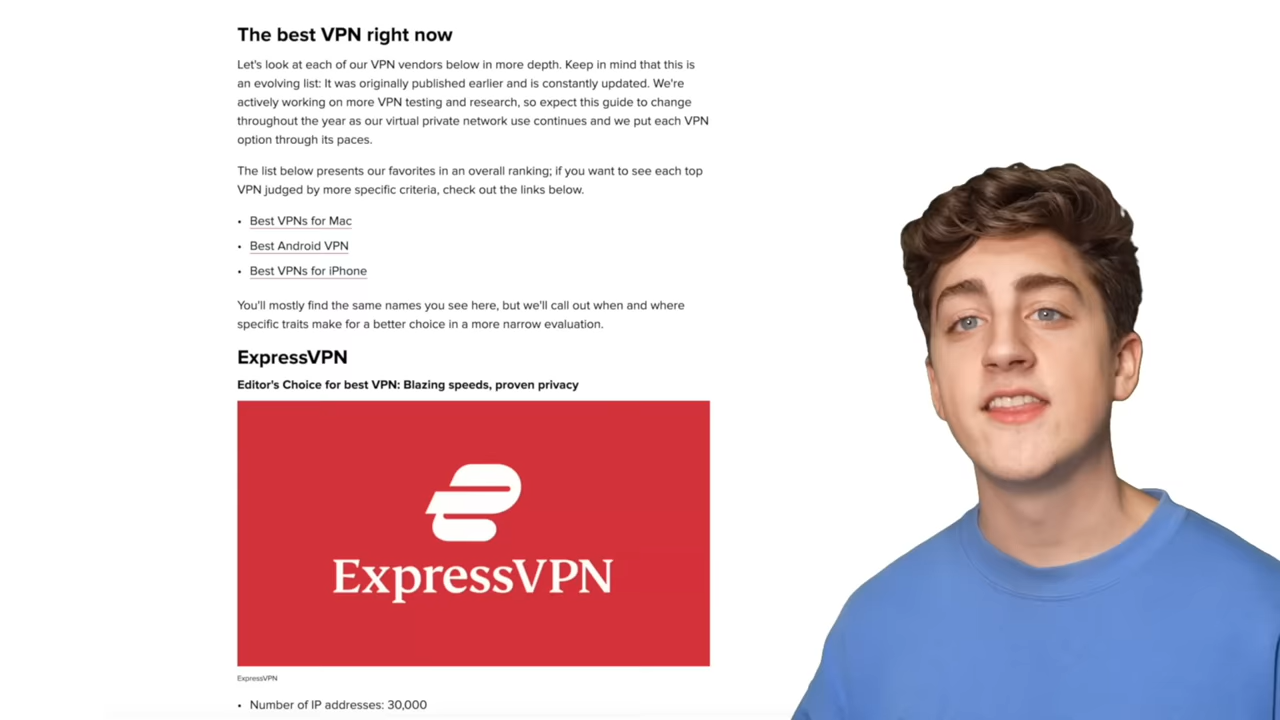 The best VPN right now
Let's look at each of our VPN vendors below in more depth. Keep in mind that this is
an evolving list: It was originally published earlier and is constantly updated. We're
actively working on more VPN testing and research, so expect this guide to change
throughout the year as our virtual private network use continues and we put each VPN
option through its paces.
The list below presents our favorites in an overall ranking; if you want to see each top
VPN judged by more specific criteria, check out the links below.
• Best VPNs for Mac
• Best Android VPN
• Best VPNs for iPhone
You'll mostly find the same names you see here, but we'll call out when and where
specific traits make for a better choice in a more narrow evaluation.
ExpressVPN
Editor's Choice for best VPN: Blazing speeds, proven privacy
ExpressVPN
ExpressVPN
• Number of IP addresses: 30,000